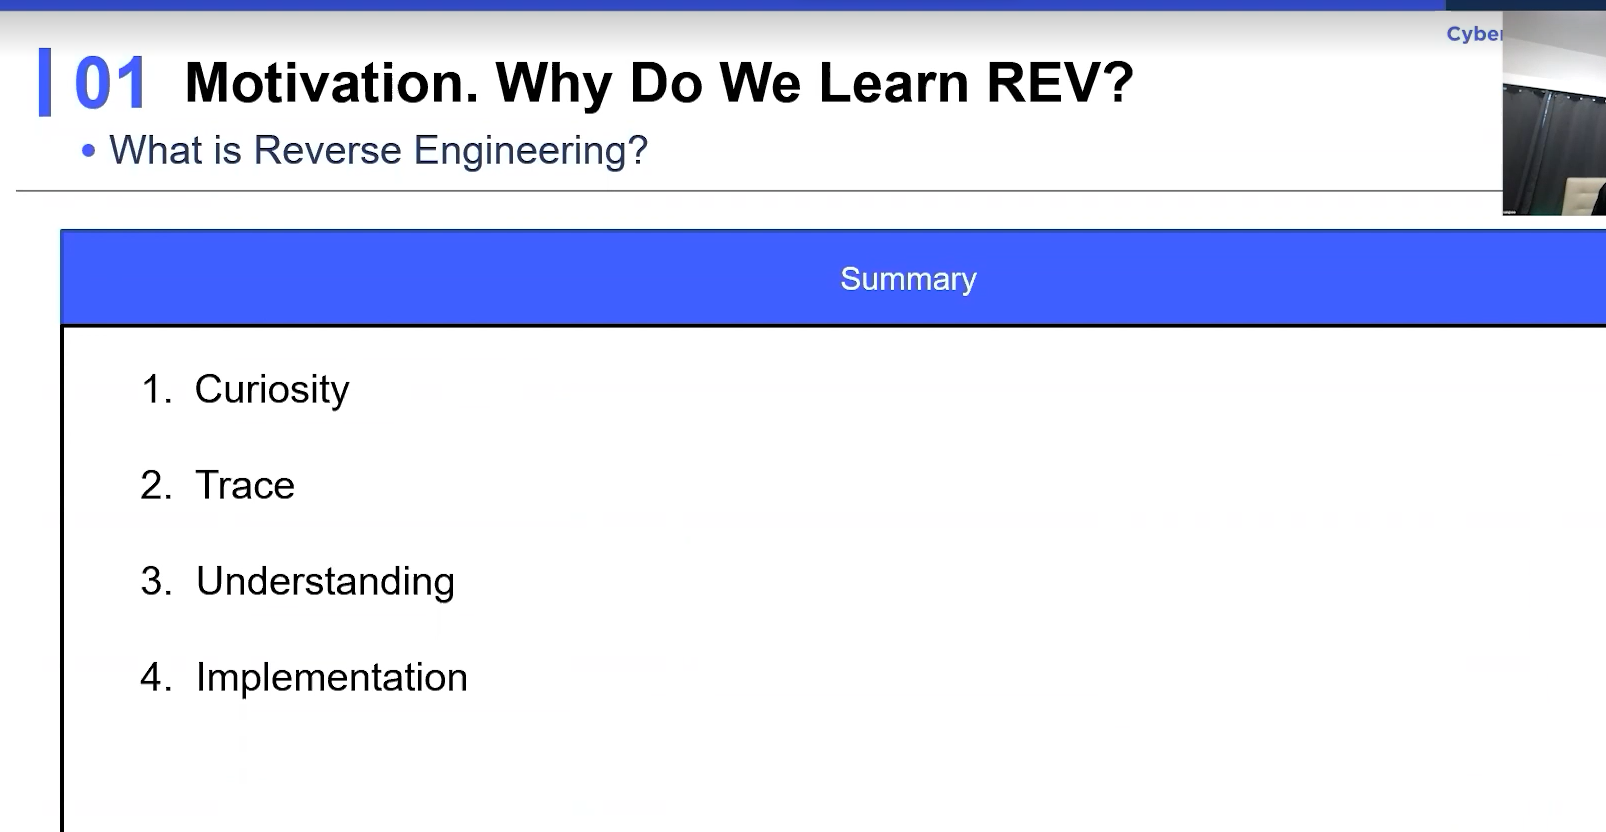 Cyber
01 Motivation. Why Do We Learn REV?
• What is Reverse Engineering?
Summary
1. Curiosity
2. Trace
3. Understanding
4. Implementation